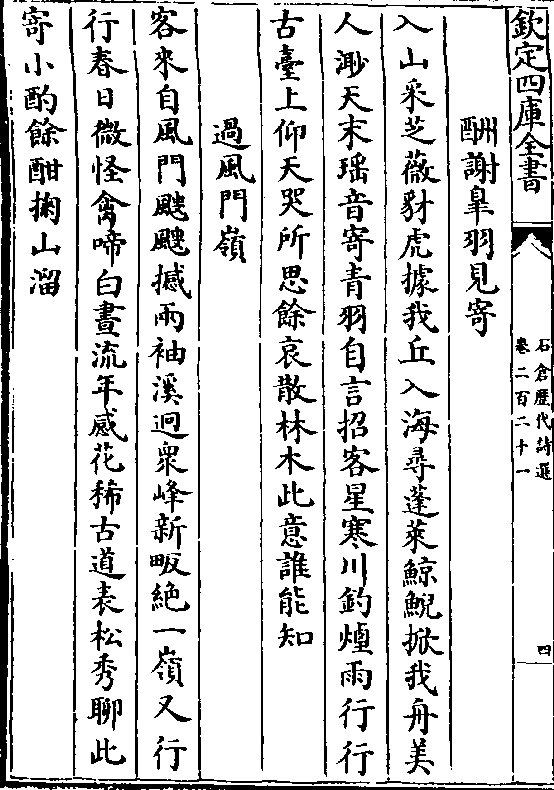 欽定四庫全書
石倉歷代詩選
卷二百二十一
四
酬謝臯羽見寄
入山采芝薇豺虎據我丘入海尋蓬萊鯨鯢掀我舟美
人渺天末瑶音寄青羽自言招客星寒川釣煙雨行行
古臺上仰天哭所思餘哀散林木此意誰能知
過風門嶺
客來自風門颼颼撼兩袖溪迴衆峰新畈絶一嶺又行
行春日微怪禽啼白晝流年感花稀古道表松秀聊此
寄小酌餘酣掬山溜